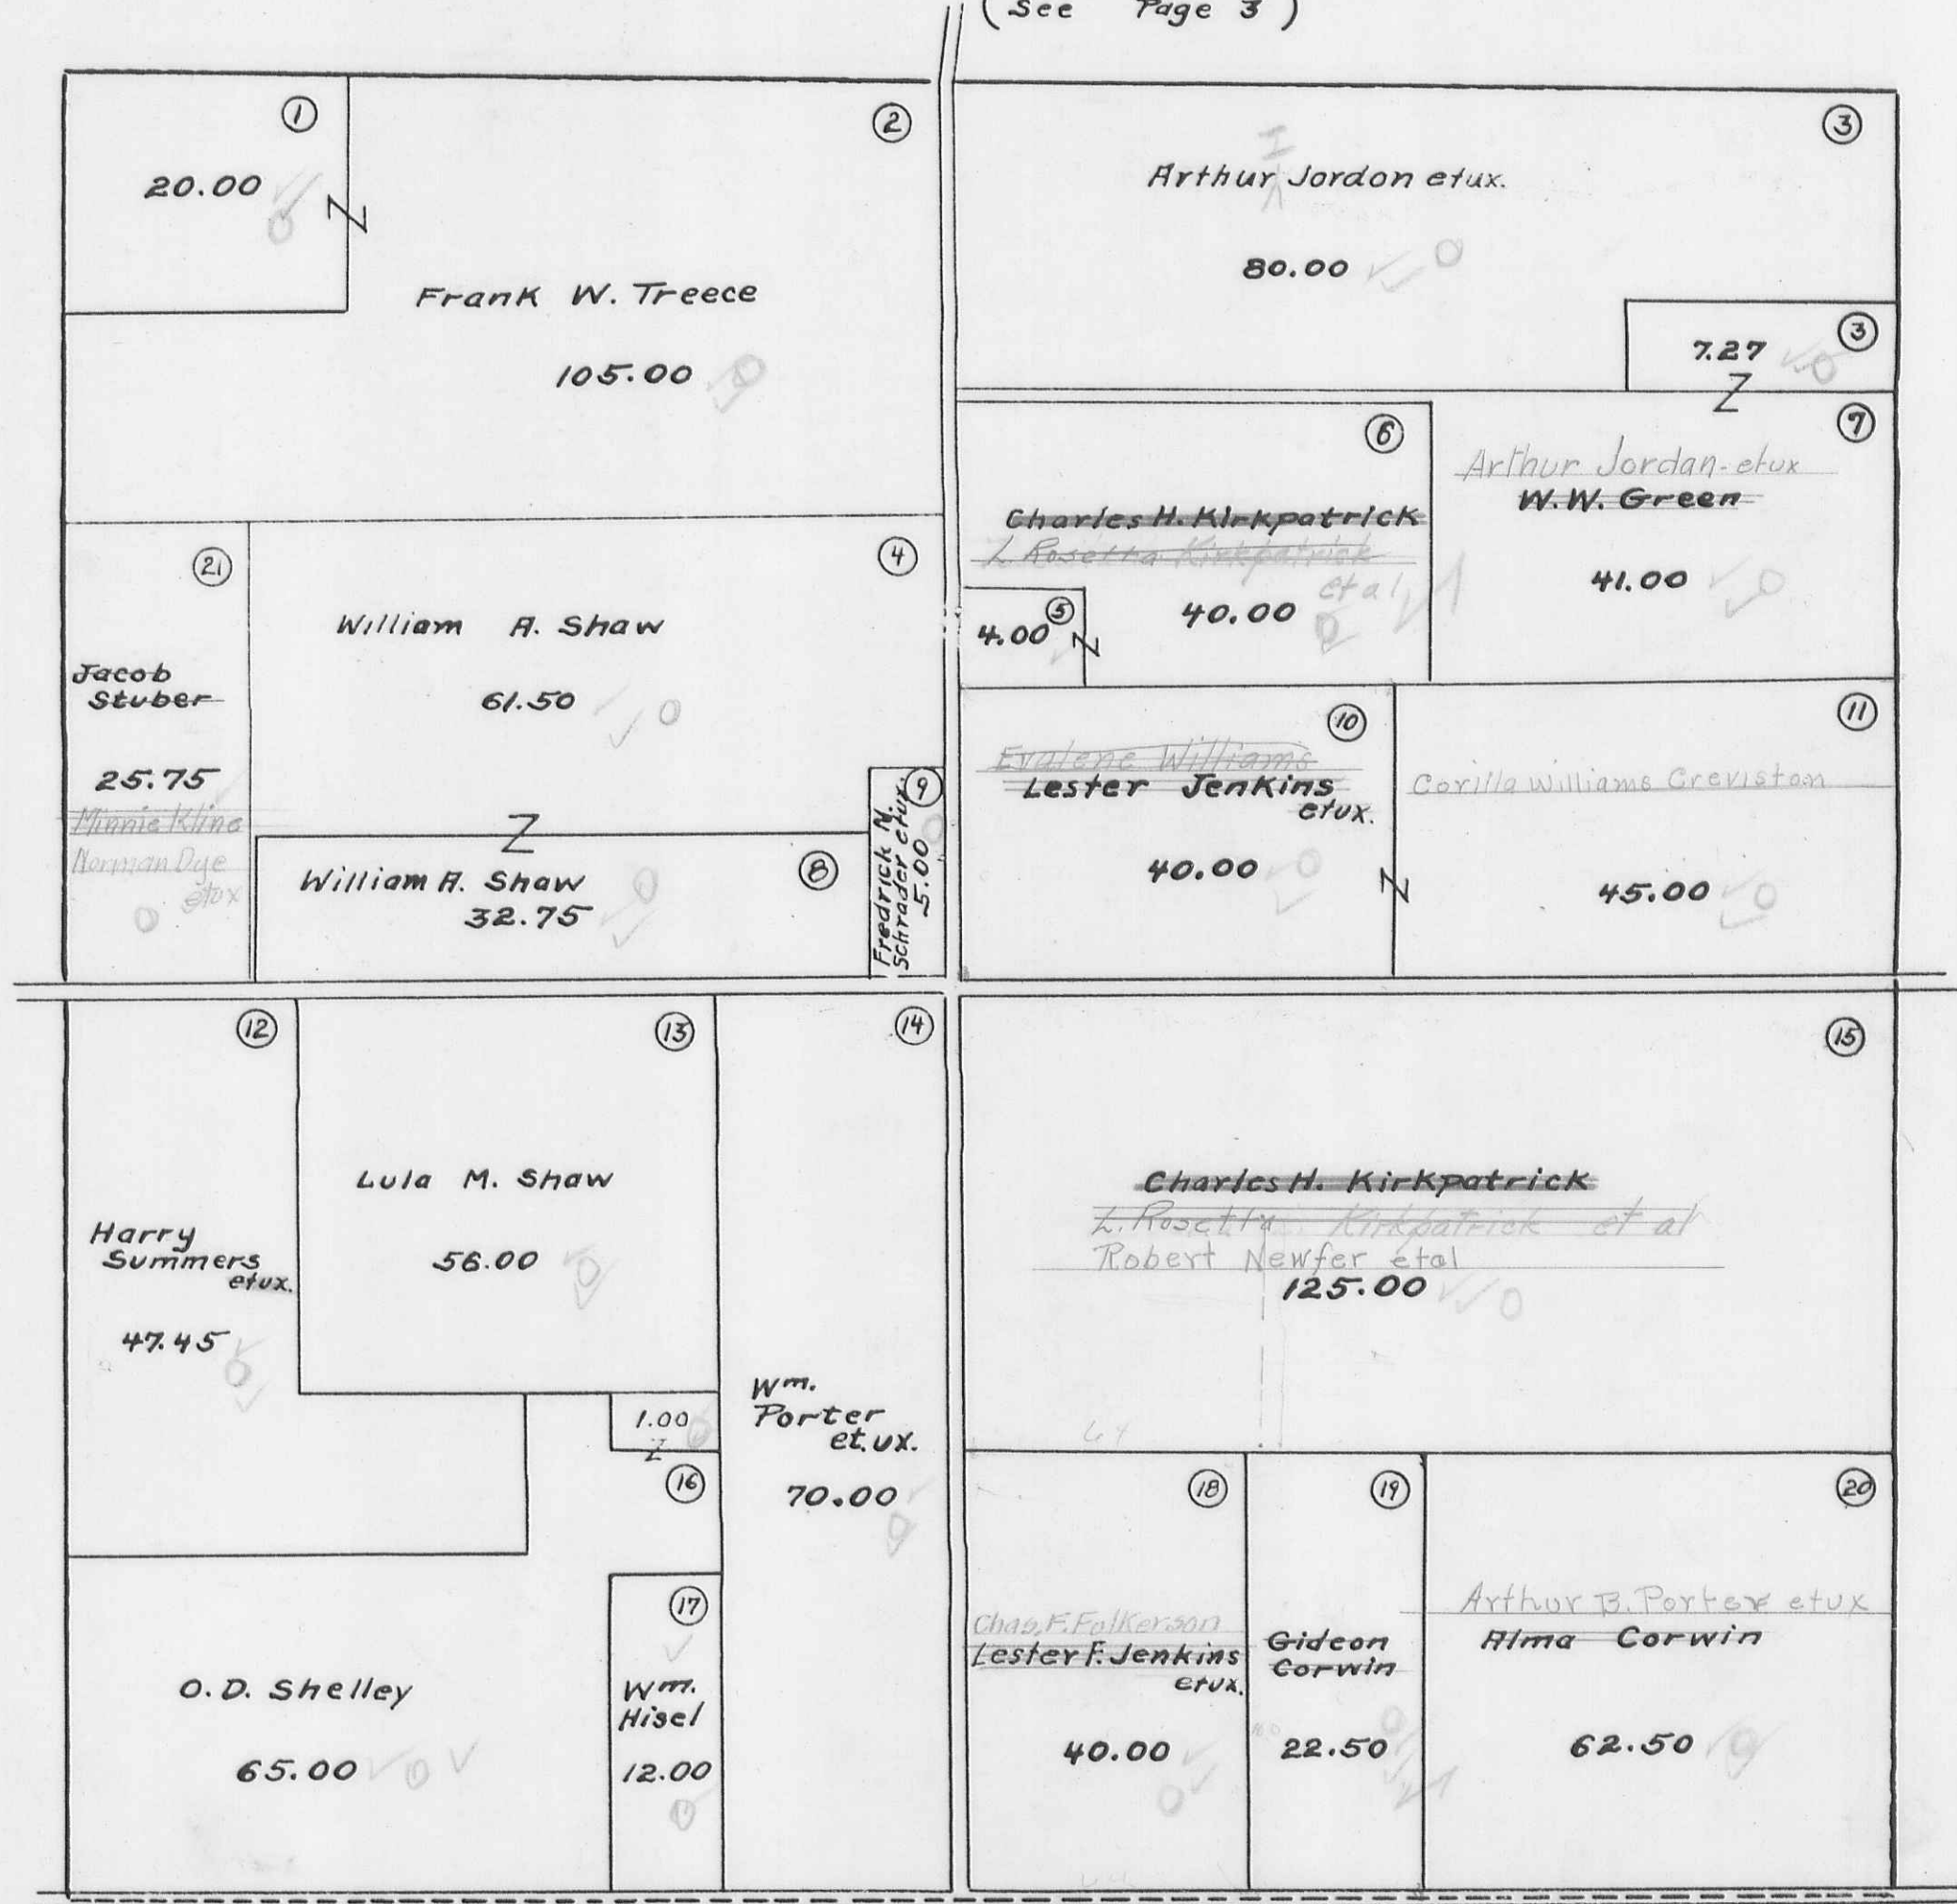 (See Page 3)
1
20.00
2
Frank W. Treece
105.00
3
I
Arthur Jordon etux.
80.00
3
7.27
21
Jacob
Stuber
25.75
Minnie Kline
Norman Dye
etux
4
William A. Shaw
61.50
8
William A. Shaw
32.75
9
Fredrick N.
Schrader etux.
5.00
6
Charles H. Kirkpatrick
L. Rosetta Kirkpatrick
et al
40.00
5
4.00
7
Arthur Jordan-etux
W.W. Green
41.00
10
Evalene Williams
Lester Jenkins
etux.
40.00
11
Corilla Williams Creviston
45.00
12
Harry
Summers
etux.
47.45
13
Lula M. Shaw
56.00
14
Wm.
Porter
et.ux.
70.00
15
Charles H. Kirkpatrick
L. Rosetta Kirkpatrick et al
Robert Newfer etal
125.00
64
1.00
16
O.D. Shelley
65.00
17
Wm.
Hisel
12.00
18
Chas. F. Folkerson
Lester F. Jenkins
etux.
40.00
19
Gideon
Corwin
22.50
20
Arthur B. Porter etux
Alma Corwin
62.50